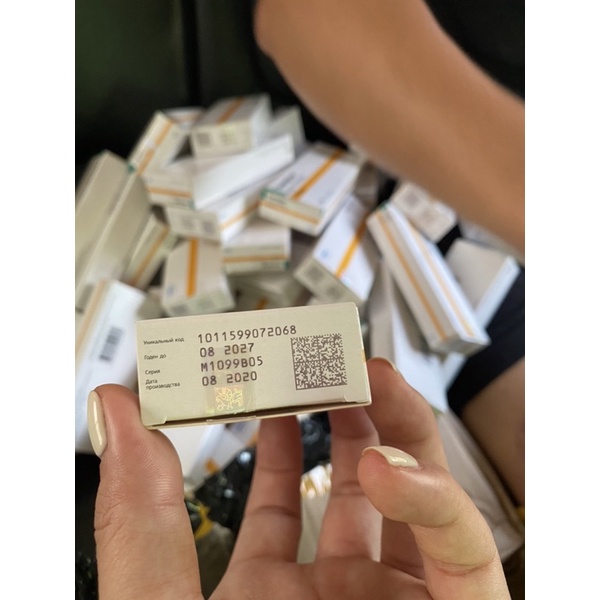 Уникальный код 1011599072068
Годен до 08 2027
Серия M1099B05
Дата производства 08 2020